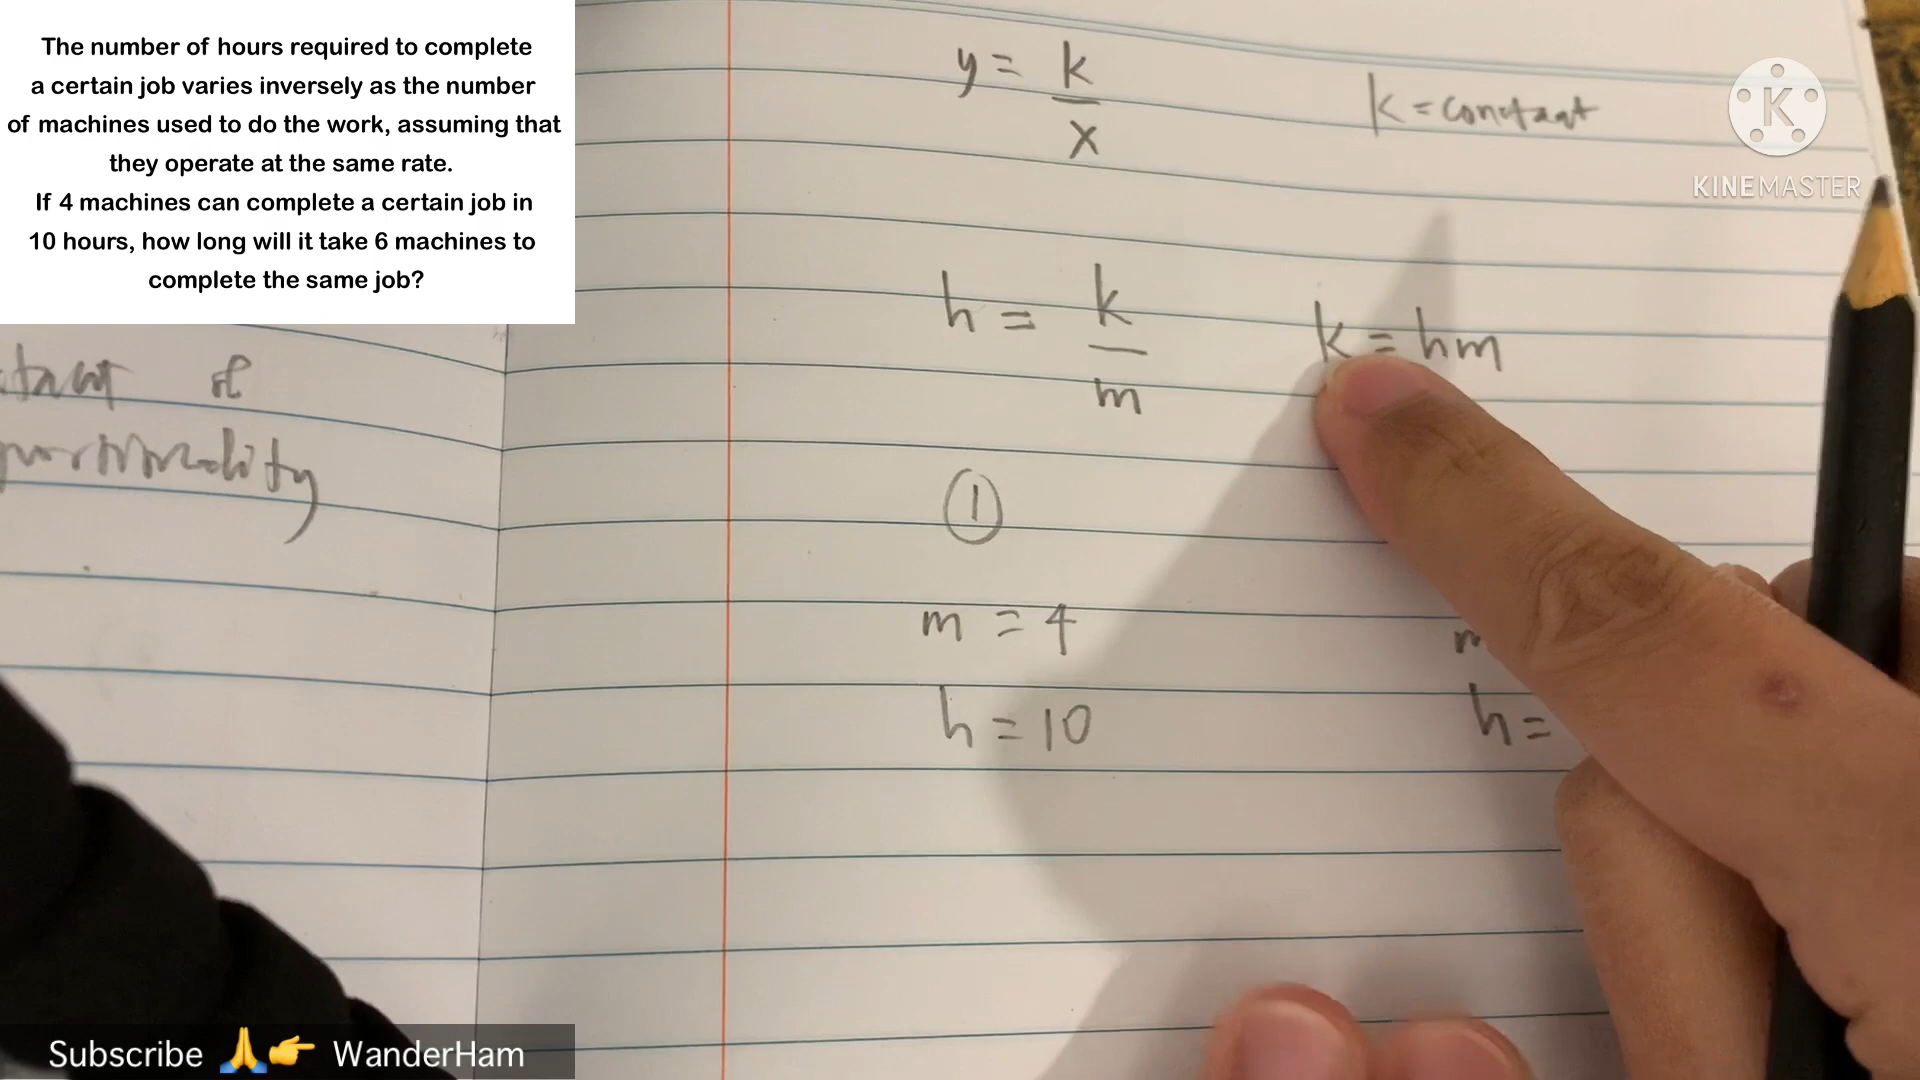 The number of hours required to complete
a certain job varies inversely as the number
of machines used to do the work, assuming that
they operate at the same rate.
If 4 machines can complete a certain job in
10 hours, how long will it take 6 machines to
complete the same job?
y = k/x
k = constant
KINEMASTER
h = k/m
k = hm
1
m = 4
h = 10
m
h =
Subscribe 🙏👉 WanderHam